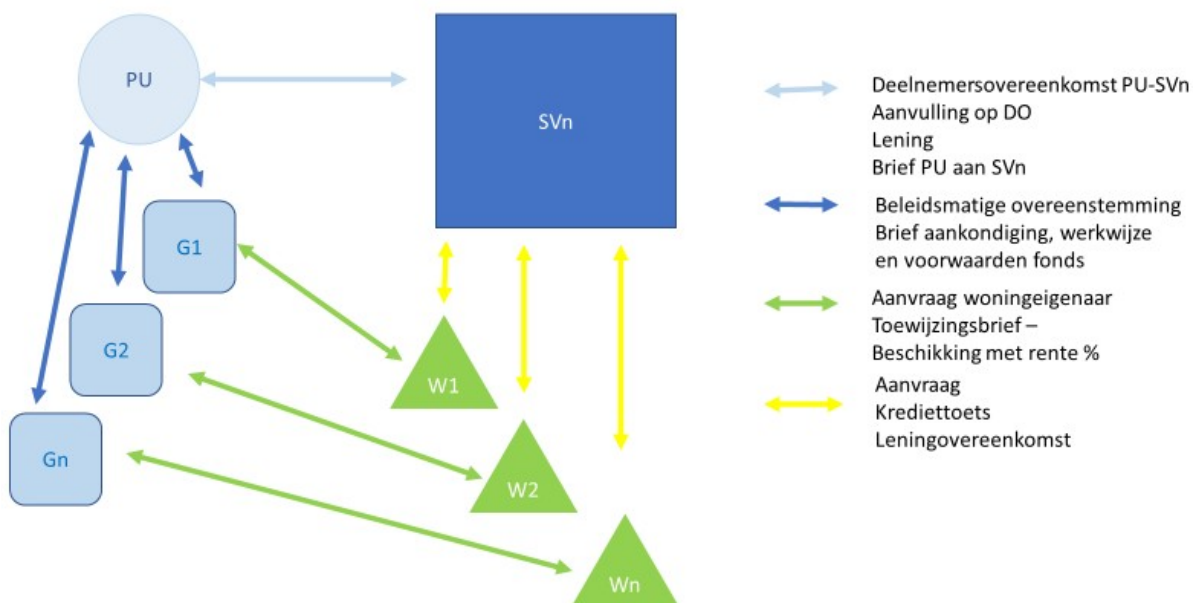 PU
SVn
G1
G2
Gn
W1
W2
Wn
Deelnemersovereenkomst PU-SVn
Aanvulling op DO
Lening
Brief PU aan SVn
Beleidsmatige overeenstemming
Brief aankondiging, werkwijze
en voorwaarden fonds
Aanvraag woningeigenaar
Toewijzingsbrief –
Beschikking met rente %
Aanvraag
Krediettoets
Leningovereenkomst